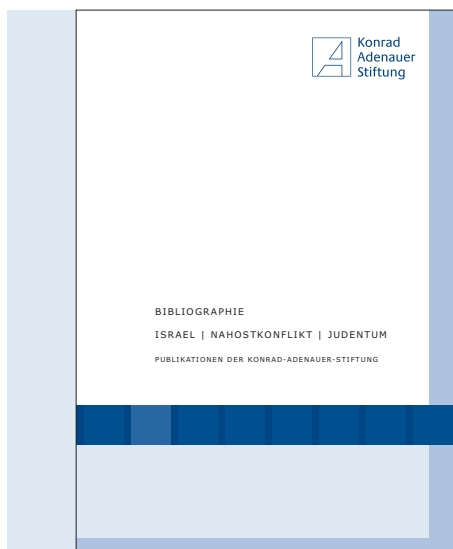 Konrad
Adenauer
Stiftung
BIBLIOGRAPHIE
ISRAEL | NAHOSTKONFLIKT | JUDENTUM
PUBLIKATIONEN DER KONRAD-ADENAUER-STIFTUNG